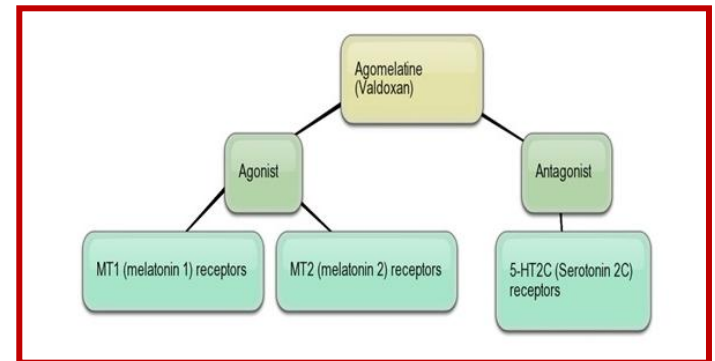 Agomelatine
(Valdoxan)
Agonist
Antagonist
MT1 (melatonin 1) receptors
MT2 (melatonin 2) receptors
5-HT2C (Serotonin 2C)
receptors